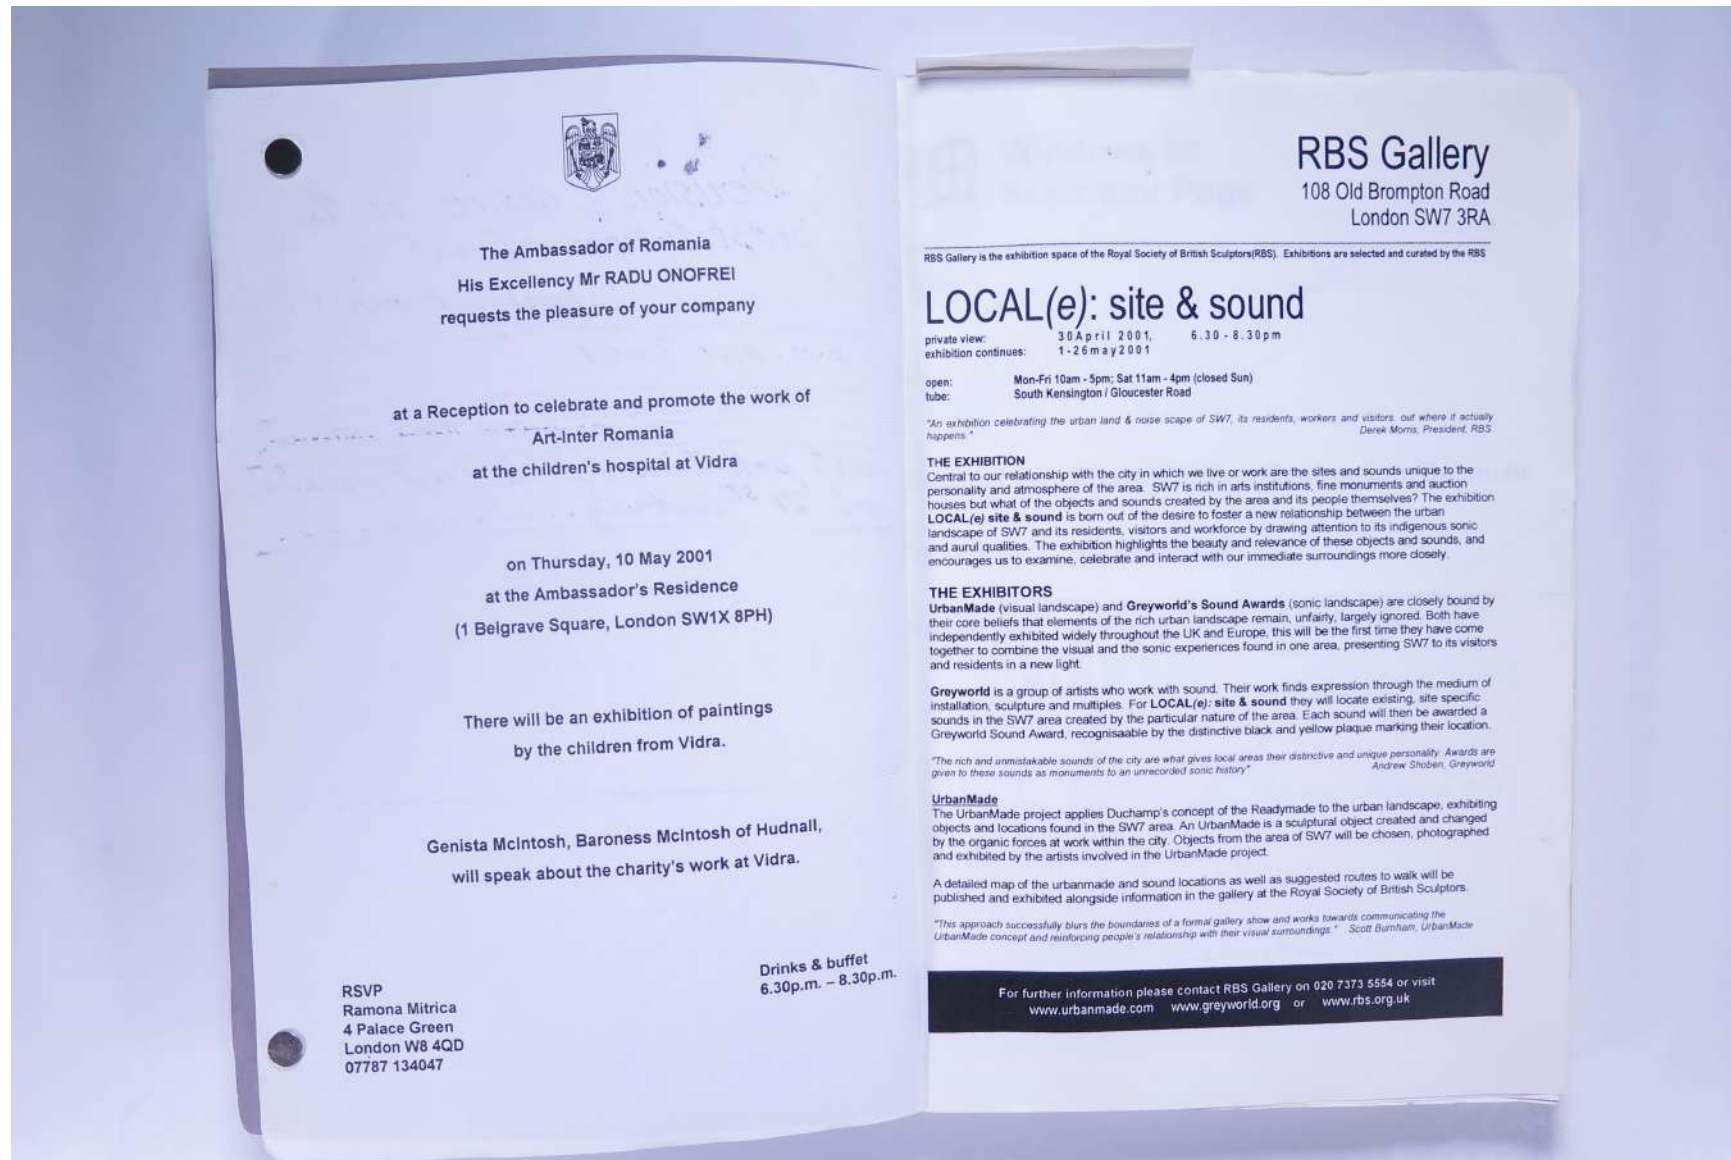 The Ambassador of Romania
His Excellency Mr RADU ONOFREI
requests the pleasure of your company
at a Reception to celebrate and promote the work of
Art-Inter Romania
at the children's hospital at Vidra
on Thursday, 10 May 2001
at the Ambassador's Residence
(1 Belgrave Square, London SW1X 8PH)
There will be an exhibition of paintings
by the children from Vidra.
Genista McIntosh, Baroness McIntosh of Hudnall,
will speak about the charity's work at Vidra.
Drinks & buffet
6.30p.m. – 8.30p.m.
RSVP
Ramona Mitrica
4 Palace Green
London W8 4QD
07787 134047
RBS Gallery
108 Old Brompton Road
London SW7 3RA
RBS Gallery is the exhibition space of the Royal Society of British Sculptors(RBS). Exhibitions are selected and curated by the RBS
LOCAL(e): site & sound
private view: 30April 2001, 6.30 - 8.30pm
exhibition continues: 1-26may2001
open: Mon-Fri 10am - 5pm; Sat 11am - 4pm (closed Sun)
tube: South Kensington / Gloucester Road
"An exhibition celebrating the urban land & noise scape of SW7, its residents, workers and visitors, out where it actually
happens." Derek Morris, President, RBS
THE EXHIBITION
Central to our relationship with the city in which we live or work are the sites and sounds unique to the
personality and atmosphere of the area. SW7 is rich in arts institutions, fine monuments and auction
houses but what of the objects and sounds created by the area and its people themselves? The exhibition
LOCAL(e) site & sound is born out of the desire to foster a new relationship between the urban
landscape of SW7 and its residents, visitors and workforce by drawing attention to its indigenous sonic
and aurul qualities. The exhibition highlights the beauty and relevance of these objects and sounds, and
encourages us to examine, celebrate and interact with our immediate surroundings more closely.
THE EXHIBITORS
UrbanMade (visual landscape) and Greyworld's Sound Awards (sonic landscape) are closely bound by
their core beliefs that elements of the rich urban landscape remain, unfairly, largely ignored. Both have
independently exhibited widely throughout the UK and Europe, this will be the first time they have come
together to combine the visual and the sonic experiences found in one area, presenting SW7 to its visitors
and residents in a new light.
Greyworld is a group of artists who work with sound. Their work finds expression through the medium of
installation, sculpture and multiples. For LOCAL(e): site & sound they will locate existing, site specific
sounds in the SW7 area created by the particular nature of the area. Each sound will then be awarded a
Greyworld Sound Award, recognisaable by the distinctive black and yellow plaque marking their location.
"The rich and unmistakable sounds of the city are what gives local areas their distinctive and unique personality. Awards are
given to these sounds as monuments to an unrecorded sonic history" Andrew Shoben, Greyworld
UrbanMade
The UrbanMade project applies Duchamp's concept of the Readymade to the urban landscape, exhibiting
objects and locations found in the SW7 area. An UrbanMade is a sculptural object created and changed
by the organic forces at work within the city. Objects from the area of SW7 will be chosen, photographed
and exhibited by the artists involved in the UrbanMade project.
A detailed map of the urbanmade and sound locations as well as suggested routes to walk will be
published and exhibited alongside information in the gallery at the Royal Society of British Sculptors.
"This approach successfully blurs the boundaries of a formal gallery show and works towards communicating the
UrbanMade concept and reinforcing people's relationship with their visual surroundings." Scott Burnham, UrbanMade
For further information please contact RBS Gallery on 020 7373 5554 or visit
www.urbanmade.com www.greyworld.org or www.rbs.org.uk